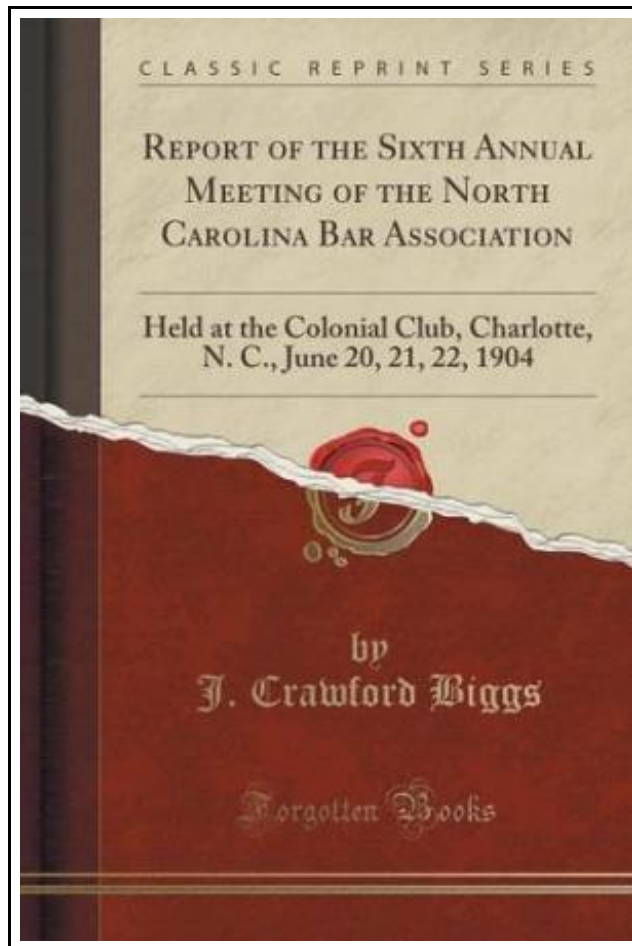 CLASSIC REPRINT SERIES
REPORT OF THE SIXTH ANNUAL
MEETING OF THE NORTH
CAROLINA BAR ASSOCIATION
Held at the Colonial Club, Charlotte,
N. C., June 20, 21, 22, 1904
by
J. Crawford Biggs
Forgotten Books